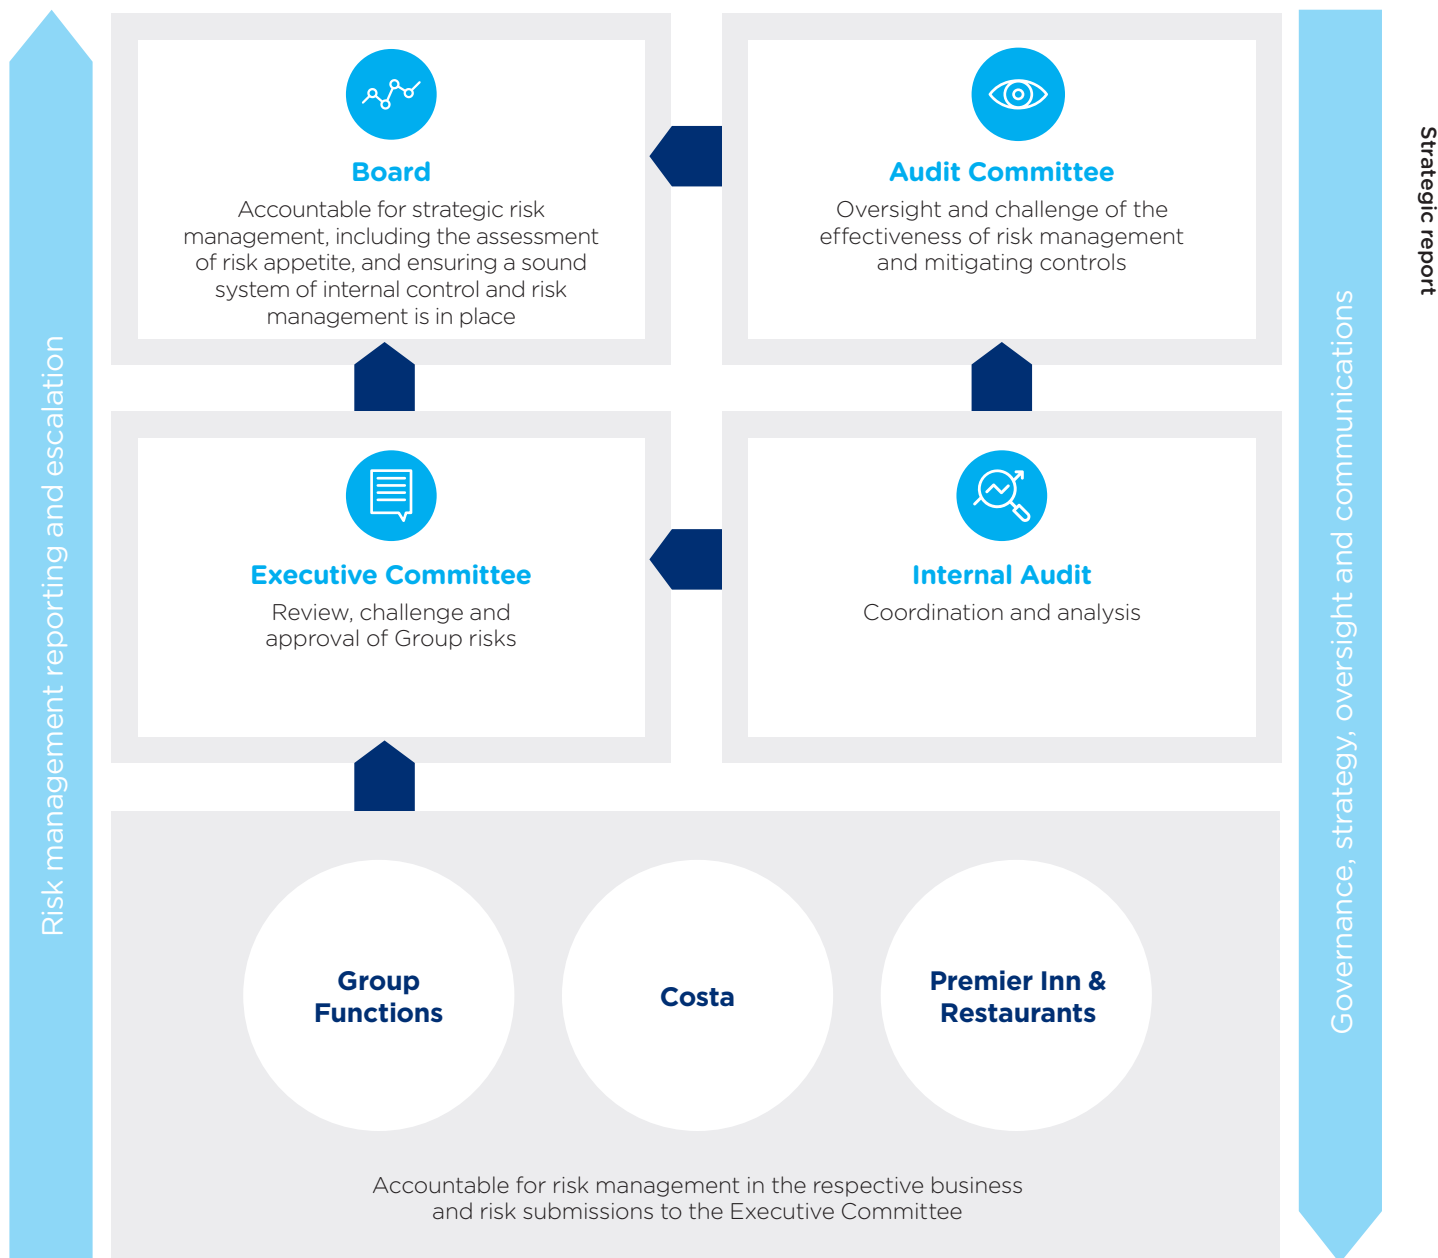 Strategic report
Risk management reporting and escalation
Board
Accountable for strategic risk
management, including the assessment
of risk appetite, and ensuring a sound
system of internal control and risk
management is in place
Audit Committee
Oversight and challenge of the
effectiveness of risk management
and mitigating controls
Executive Committee
Review, challenge and
approval of Group risks
Internal Audit
Coordination and analysis
Group
Functions
Costa
Premier Inn &
Restaurants
Accountable for risk management in the respective business
and risk submissions to the Executive Committee
Governance, strategy, oversight and communications